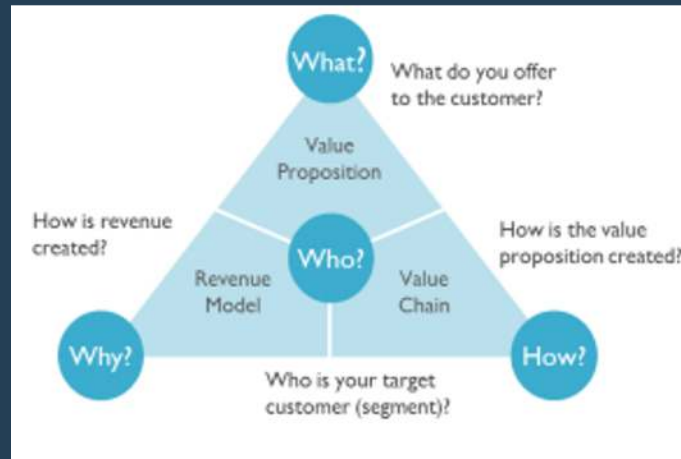 What?
What do you offer
to the customer?
Value
Proposition
How is revenue
created?
Who?
How is the value
proposition created?
Revenue
Model
Value
Chain
Why?
How?
Who is your target
customer (segment)?